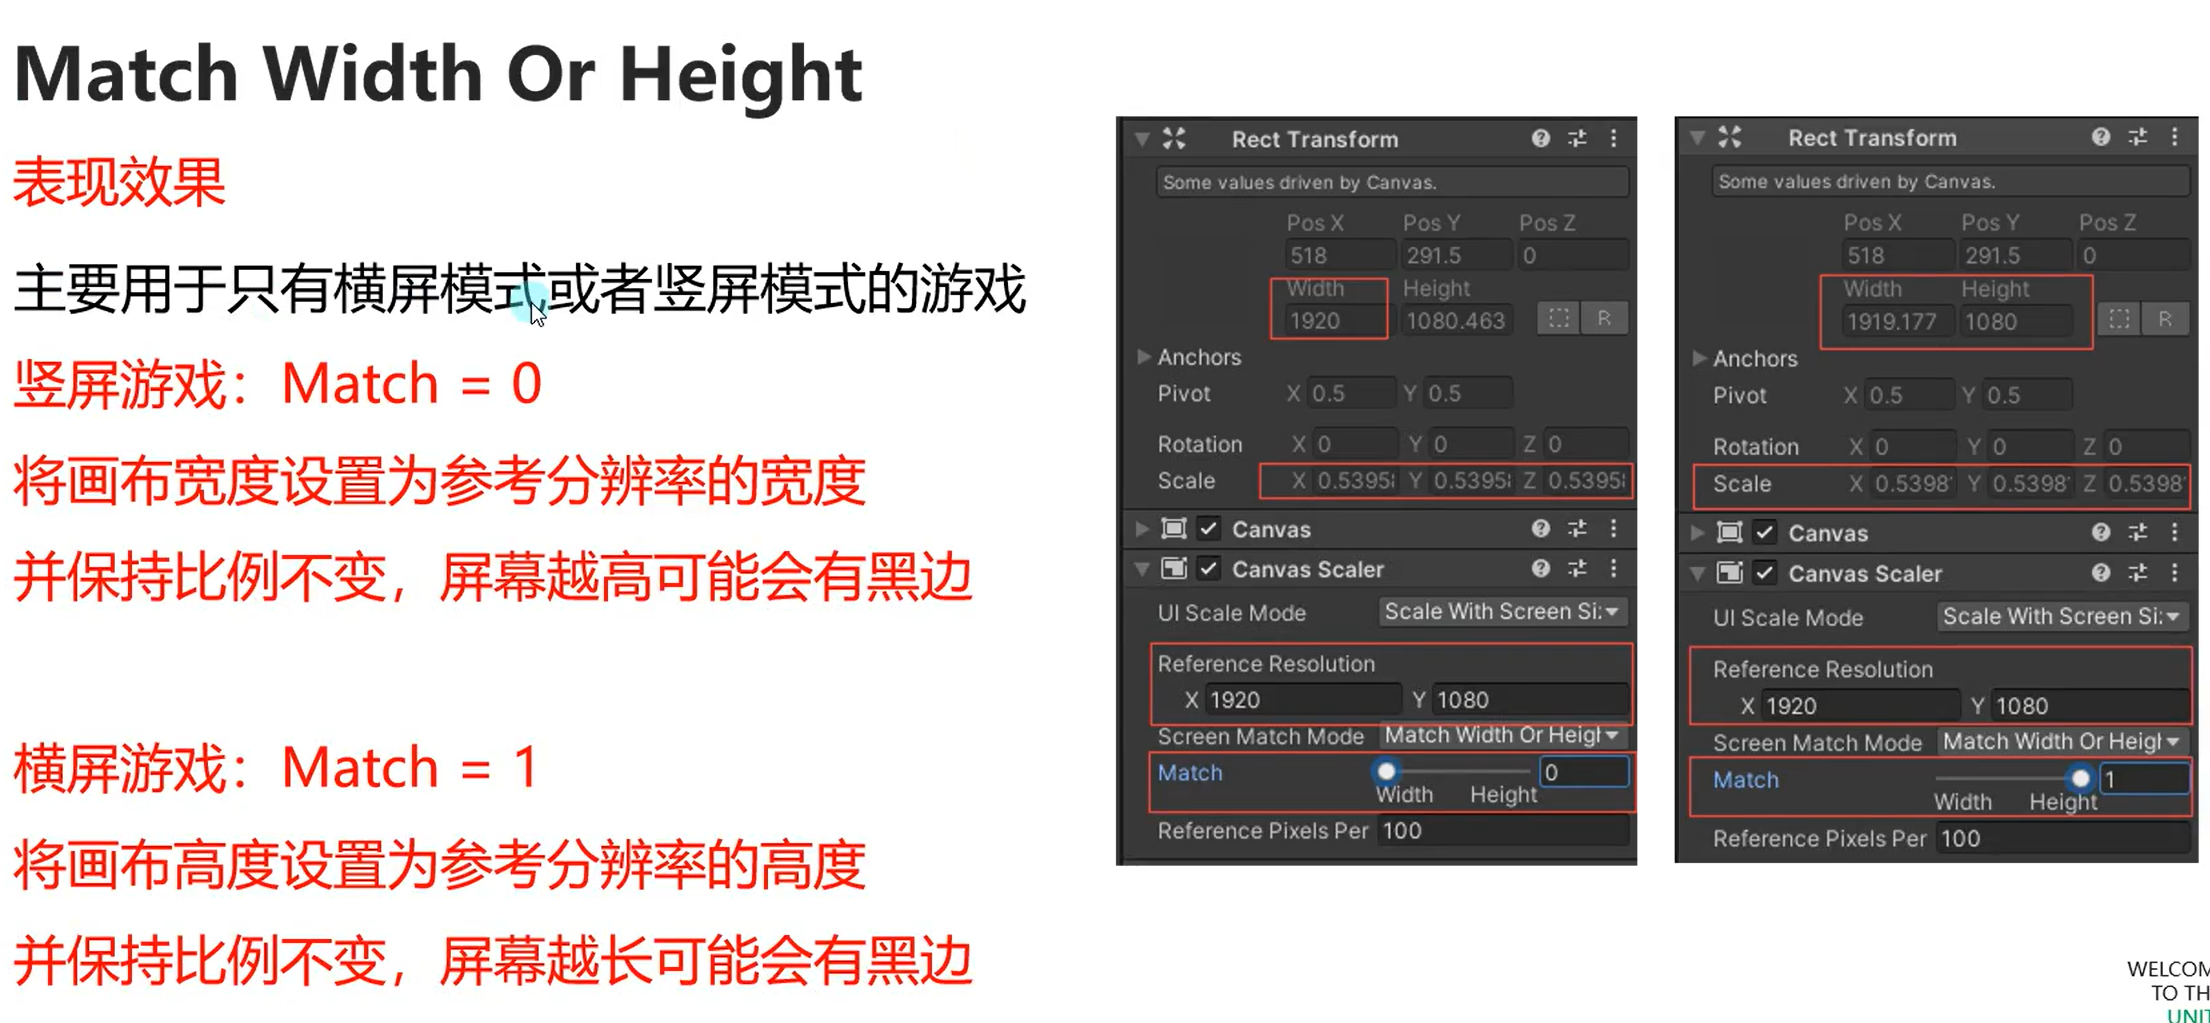 Match Width Or Height
表现效果
主要用于只有横屏模式或者竖屏模式的游戏
竖屏游戏：Match = 0
将画布宽度设置为参考分辨率的宽度
并保持比例不变，屏幕越高可能会有黑边
横屏游戏：Match = 1
将画布高度设置为参考分辨率的高度
并保持比例不变，屏幕越长可能会有黑边
Rect Transform
Some values driven by Canvas.
Pos X Pos Y Pos Z
518 291.5 0
Width Height
1920 1080.463 R
Anchors
Pivot X 0.5 Y 0.5
Rotation X 0 Y 0 Z 0
Scale X 0.5395 Y 0.5395 Z 0.5395
Canvas
Canvas Scaler
UI Scale Mode Scale With Screen Si
Reference Resolution
X 1920 Y 1080
Screen Match Mode Match Width Or Heig
Match 0
Width Height
Reference Pixels Per 100
Rect Transform
Some values driven by Canvas.
Pos X Pos Y Pos Z
518 291.5 0
Width Height
1919.177 1080 R
Anchors
Pivot X 0.5 Y 0.5
Rotation X 0 Y 0 Z 0
Scale X 0.5398 Y 0.5398 Z 0.5398
Canvas
Canvas Scaler
UI Scale Mode Scale With Screen Si
Reference Resolution
X 1920 Y 1080
Screen Match Mode Match Width Or Heig
Match 1
Width Height
Reference Pixels Per 100
WELCOM
TO TH
UNIT